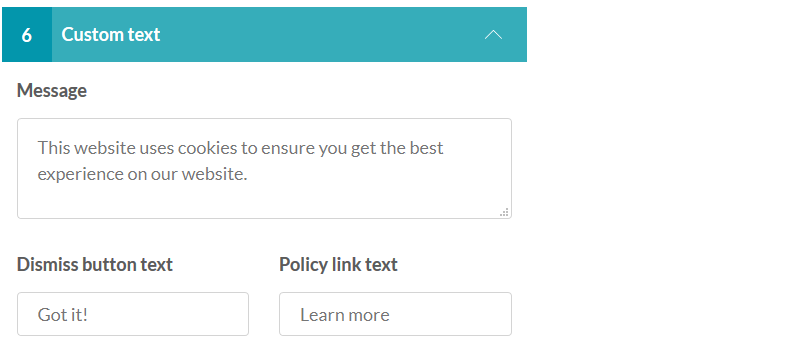 6 Custom text
Message
This website uses cookies to ensure you get the best
experience on our website.
Dismiss button text Policy link text
Got it! Learn more